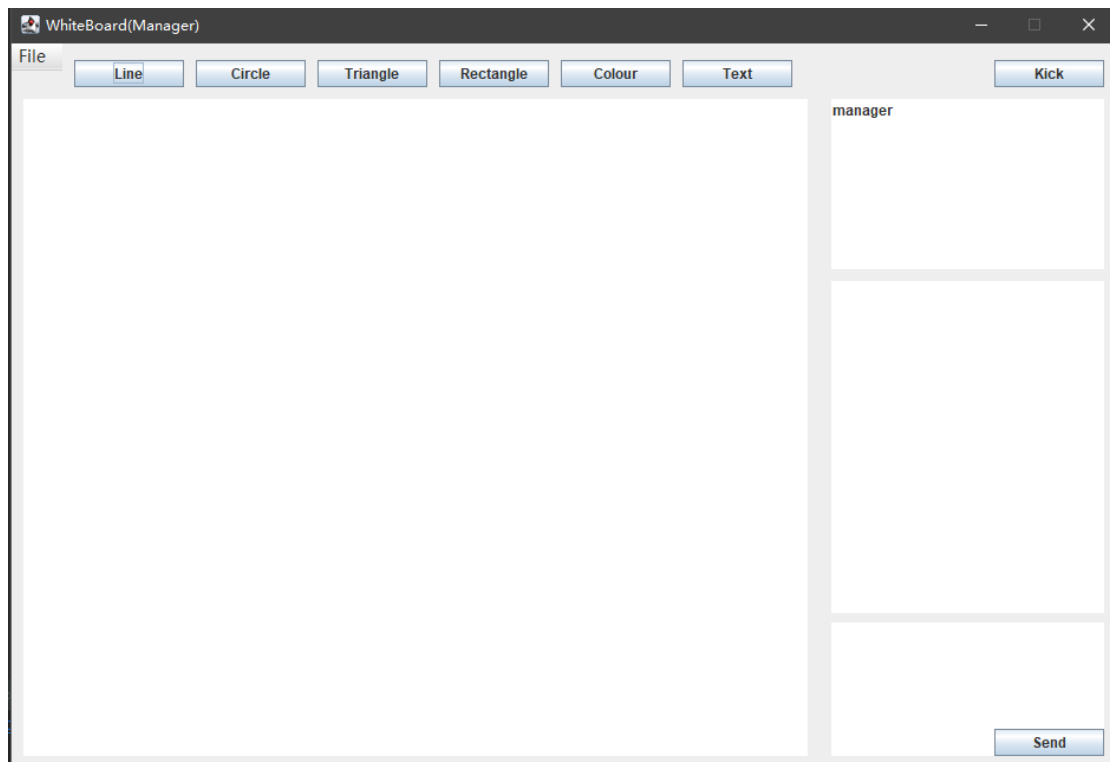 WhiteBoard(Manager)
File
Line Circle Triangle Rectangle Colour Text Kick
manager
Send